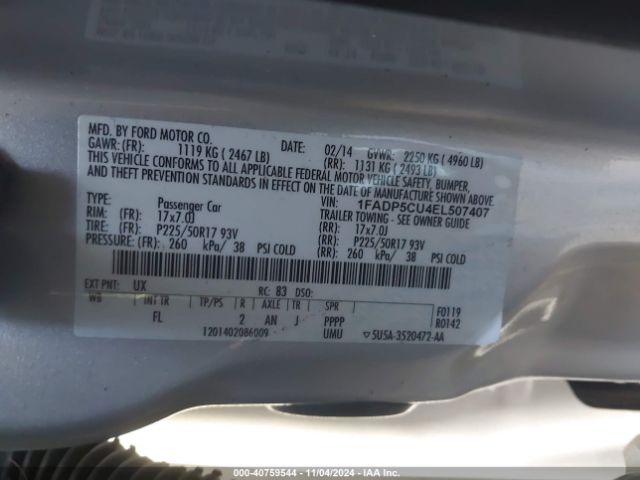 MFD. BY FORD MOTOR CO.
DATE: 02/14 GVWR: 2250 KG ( 4960 LB)
GAWR: (FR): 1119 KG ( 2467 LB) (RR): 1131 KG ( 2493 LB)
THIS VEHICLE CONFORMS TO ALL APPLICABLE FEDERAL MOTOR VEHICLE SAFETY, BUMPER,
AND THEFT PREVENTION STANDARDS IN EFFECT ON THE DATE OF MANUFACTURE SHOWN ABOVE.
VIN: 1FADP5CU4EL507407
TYPE: Passenger Car TRAILER TOWING - SEE OWNER GUIDE
RIM: (FR): 17x7.0J (RR): 17x7.0J
TIRE: (FR): P225/50R17 93V (RR): P225/50R17 93V
PRESSURE: (FR): 260 kPa/ 38 PSI COLD (RR): 260 kPa/ 38 PSI COLD
EXT PNT: UX RC: 83 DSO:
WB INT TR TP/PS R AXLE TR SPR F0119
FL 2 AN J PPPP R0142
1201402086009 UMU ▽5U5A-3520472-AA
000-40759544 - 11/04/2024 - IAA Inc.